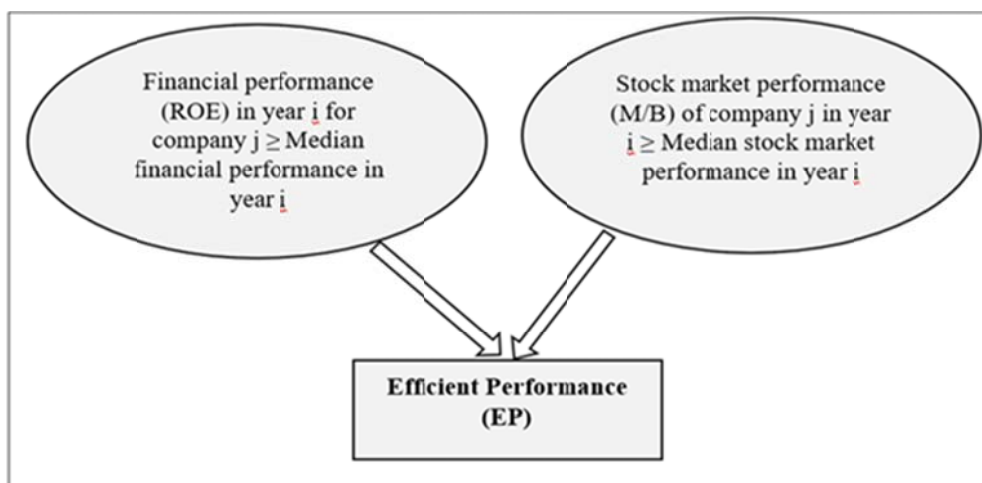 Financial performance
(ROE) in year i for
company j ≥ Median
financial performance in
year i
Stock market performance
(M/B) of company j in year
i ≥ Median stock market
performance in year i
Efficient Performance
(EP)